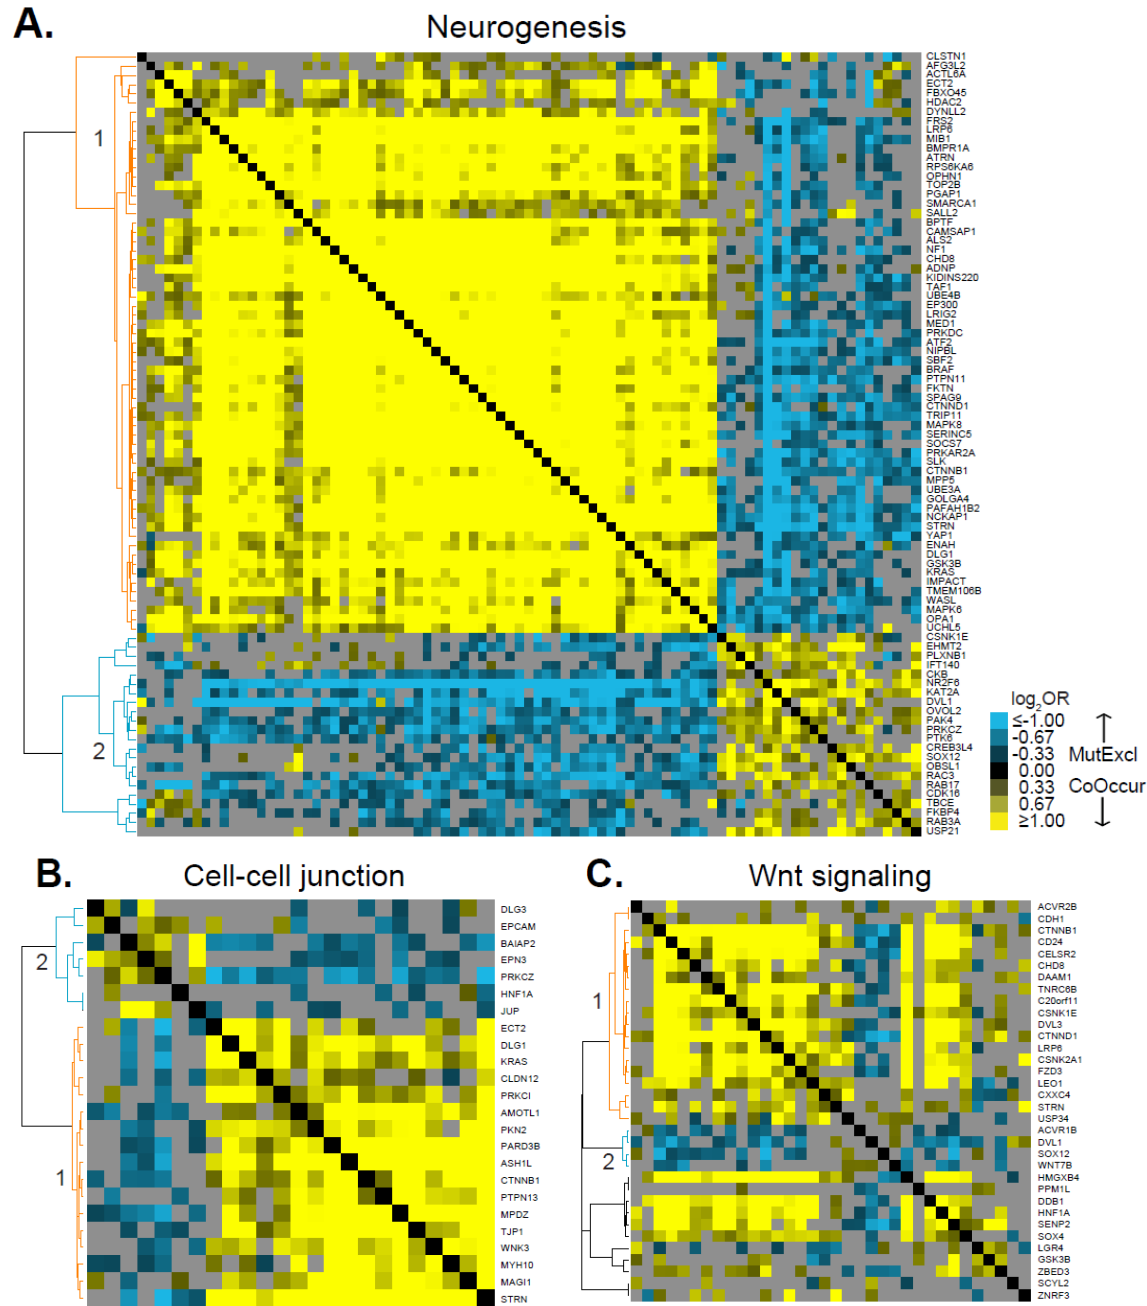 A.
Neurogenesis
CLSTN1
AFG3L2
ACTL6A
ECT2
FBXO45
HDAC2
DYNLL2
FRS2
LRP6
MIB1
BMPR1A
ATRN
RPS6KA6
OPHN1
TOP2B
PGAP1
SMARCA1
SALL2
BPTF
CAMSAP1
ALS2
NF1
CHD8
ADNP
KIDINS220
TAF1
UBE4B
EP300
LRIG2
MED1
PRKDC
ATF2
NIPBL
SBF2
BRAF
PTPN11
FKTN
SPAG9
CTNND1
TRIP11
MAPK8
SERINC5
SOCS7
PRKAR2A
SLK
CTNNB1
MPP5
UBE3A
GOLGA4
PAFAH1B2
NCKAP1
STRN
YAP1
ENAH
DLG1
GSK3B
KRAS
IMPACT
TMEM106B
WASL
MAPK6
OPA1
UCHL5
CSNK1E
EHMT2
PLXNB1
IFT140
CKB
NR2F6
KAT2A
DVL1
OVOL2
PAK4
PRKCZ
PTK6
CREB3L4
SOX12
OBSL1
RAC3
RAB17
CDK16
TBCE
FKBP4
RAB3A
USP21
1
2
log2OR
≤-1.00
-0.67
-0.33
0.00
0.33
0.67
≥1.00
↑
MutExcl
CoOccur
↓
B.
Cell-cell junction
DLG3
EPCAM
BAIAP2
EPN3
PRKCZ
HNF1A
JUP
ECT2
DLG1
KRAS
CLDN12
PRKCI
AMOTL1
PKN2
PARD3B
ASH1L
CTNNB1
PTPN13
MPDZ
TJP1
WNK3
MYH10
MAGI1
STRN
2
1
C.
Wnt signaling
ACVR2B
CDH1
CTNNB1
CD24
CELSR2
CHD8
DAAM1
TNRC6B
C20orf11
CSNK1E
DVL3
CTNND1
LRP6
CSNK2A1
FZD3
LEO1
CXXC4
STRN
USP34
ACVR1B
DVL1
SOX12
WNT7B
HMGXB4
PPM1L
DDB1
HNF1A
SENP2
SOX4
LGR4
GSK3B
ZBED3
SCYL2
ZNRF3
1
2